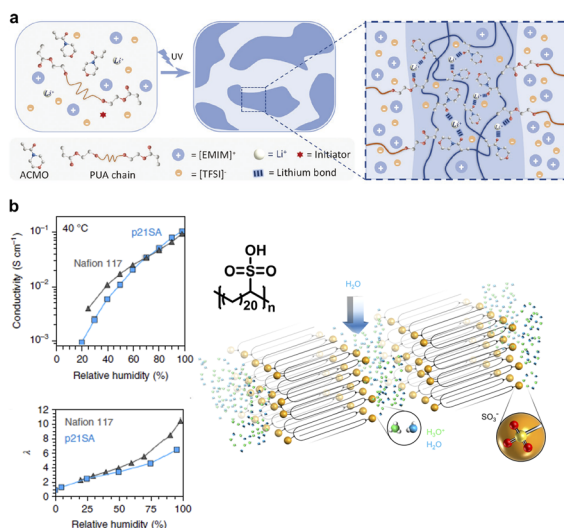 a
UV
ACMO
PUA chain
= [EMIM]⁺
= [TFSI]⁻
= Li⁺
= Lithium bond
= Initiator
b
40 °C
p21SA
Nafion 117
Conductivity (S cm⁻¹)
10⁻¹
10⁻²
10⁻³
0 20 40 60 80 100
Relative humidity (%)
Nafion 117
p21SA
λ
12
10
8
6
4
2
0
0 25 50 75 100
Relative humidity (%)
OH
O=S=O
20
n
H₂O
H₃O⁺
H₂O
SO₃⁻